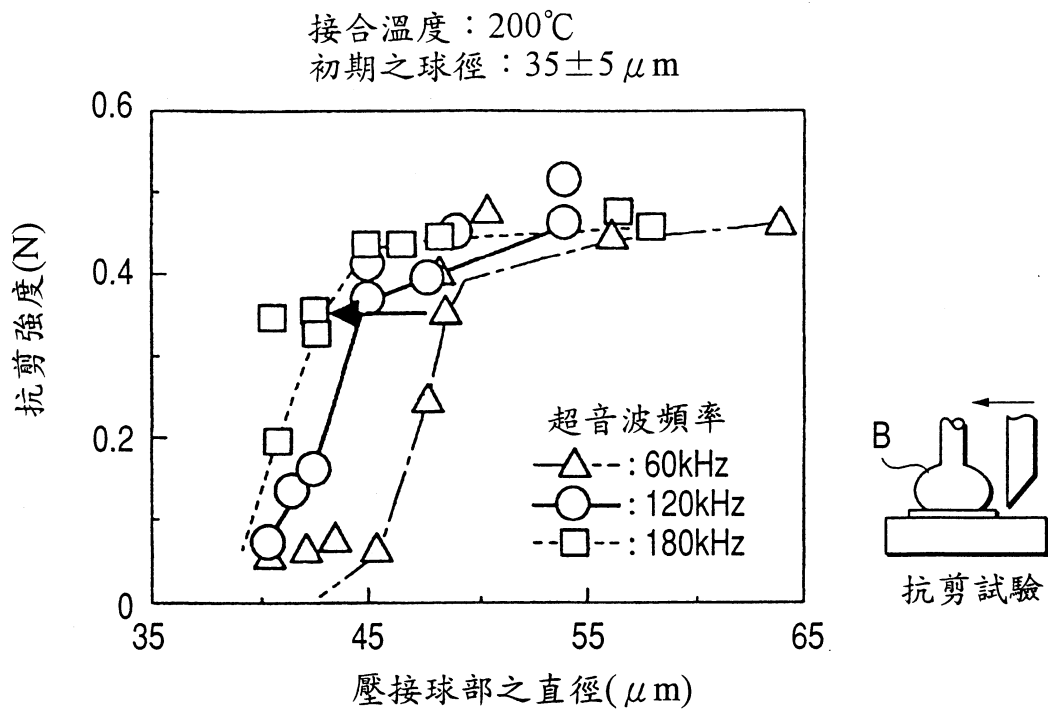 接合溫度：200℃
初期之球徑：35±5μm
0.6
0.4
0.2
0
抗剪強度(N)
35
45
55
65
壓接球部之直徑(μm)
超音波頻率
: 60kHz
: 120kHz
: 180kHz
B
抗剪試驗